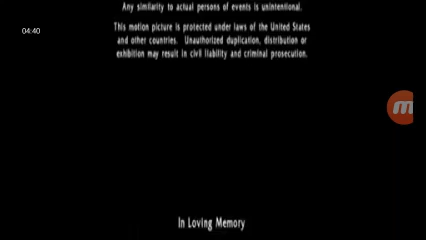 Any similarity to actual persons of events is unintentional.
This motion picture is protected under laws of the United States
and other countries. Unauthorized duplication, distribution or
exhibition may result in civil liability and criminal prosecution.
04:40
In Loving Memory